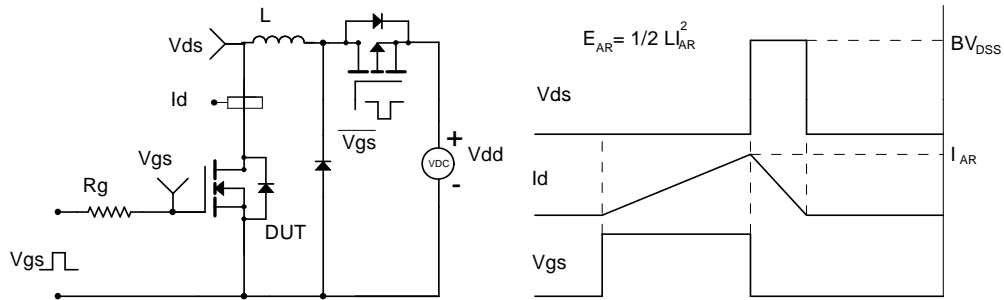 L
Vds
Id
Vgs
Rg
DUT
Vgs
Vgs
VDC
+
-
Vdd
E_AR= 1/2 LI_AR^2
BV_DSS
Vds
I_AR
Id
Vgs